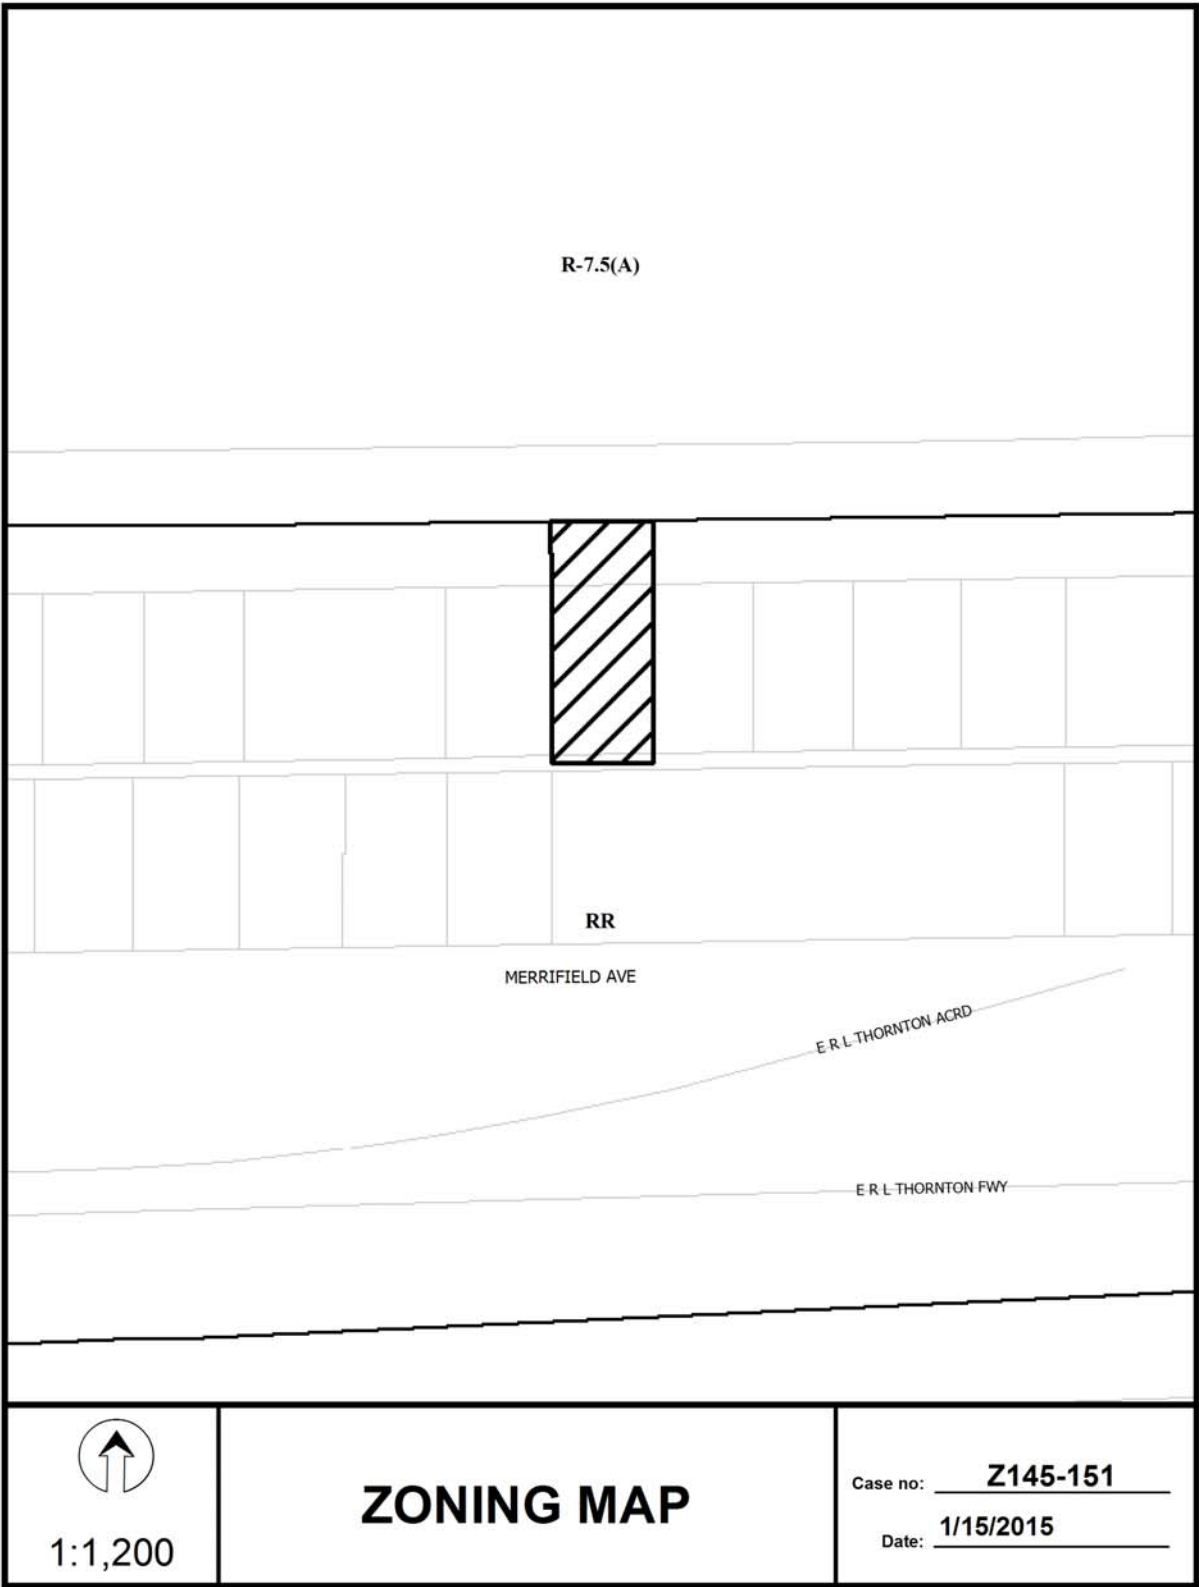 R-7.5(A)
RR
MERRIFIELD AVE
E R L THORNTON ACRD
E R L THORNTON FWY
1:1,200
ZONING MAP
Case no: Z145-151
Date: 1/15/2015